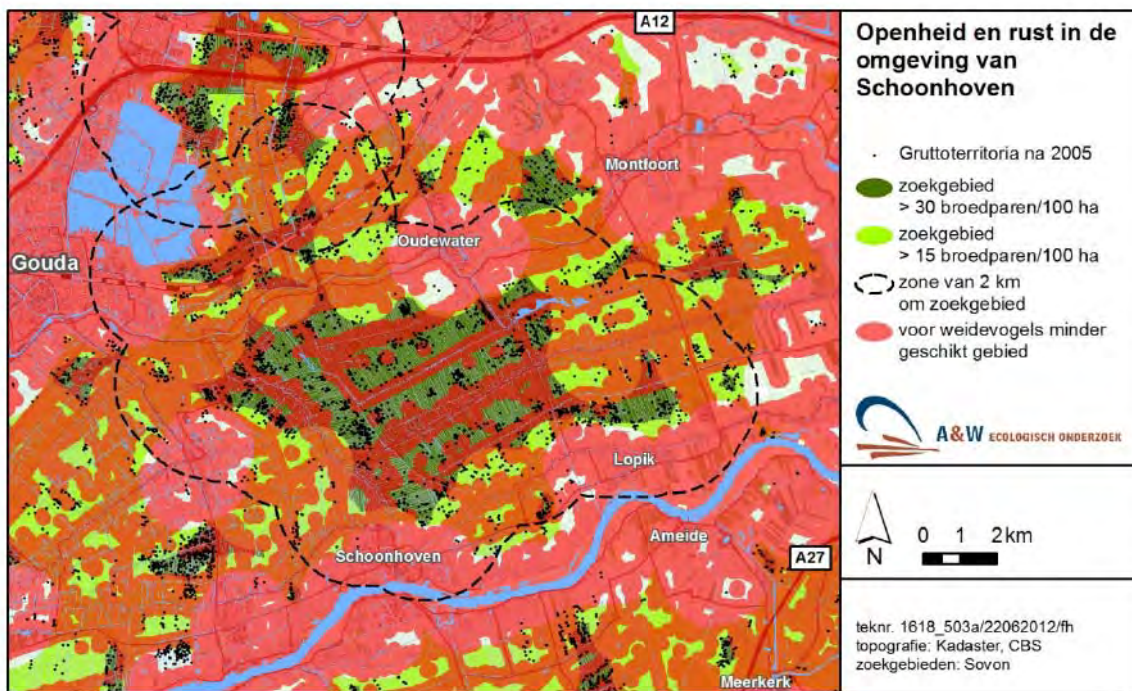 A12
Montfoort
Oudewater
Gouda
Lopik
Ameide
Schoonhoven
A27
Meerkerk
Openheid en rust in de
omgeving van
Schoonhoven
Gruttoterritoria na 2005
zoekgebied
> 30 broedparen/100 ha
zoekgebied
> 15 broedparen/100 ha
zone van 2 km
om zoekgebied
voor weidevogels minder
geschikt gebied
A&W ECOLOGISCH ONDERZOEK
N
0 1 2km
teknr. 1618_503a/22062012/fh
topografie: Kadaster, CBS
zoekgebieden: Sovon